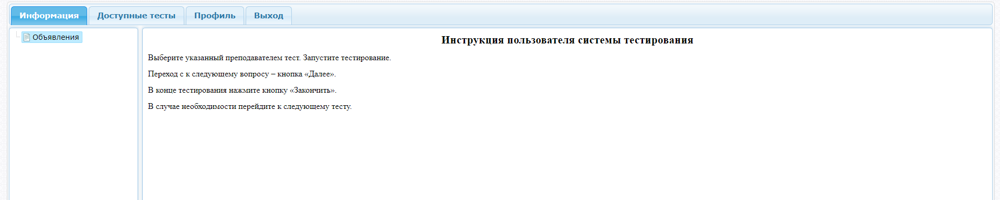 Информация Доступные тесты Профиль Выход
Объявления
Инструкция пользователя системы тестирования
Выберите указанный преподавателем тест. Запустите тестирование.
Переход с к следующему вопросу – кнопка «Далее».
В конце тестирования нажмите кнопку «Закончить».
В случае необходимости перейдите к следующему тесту.